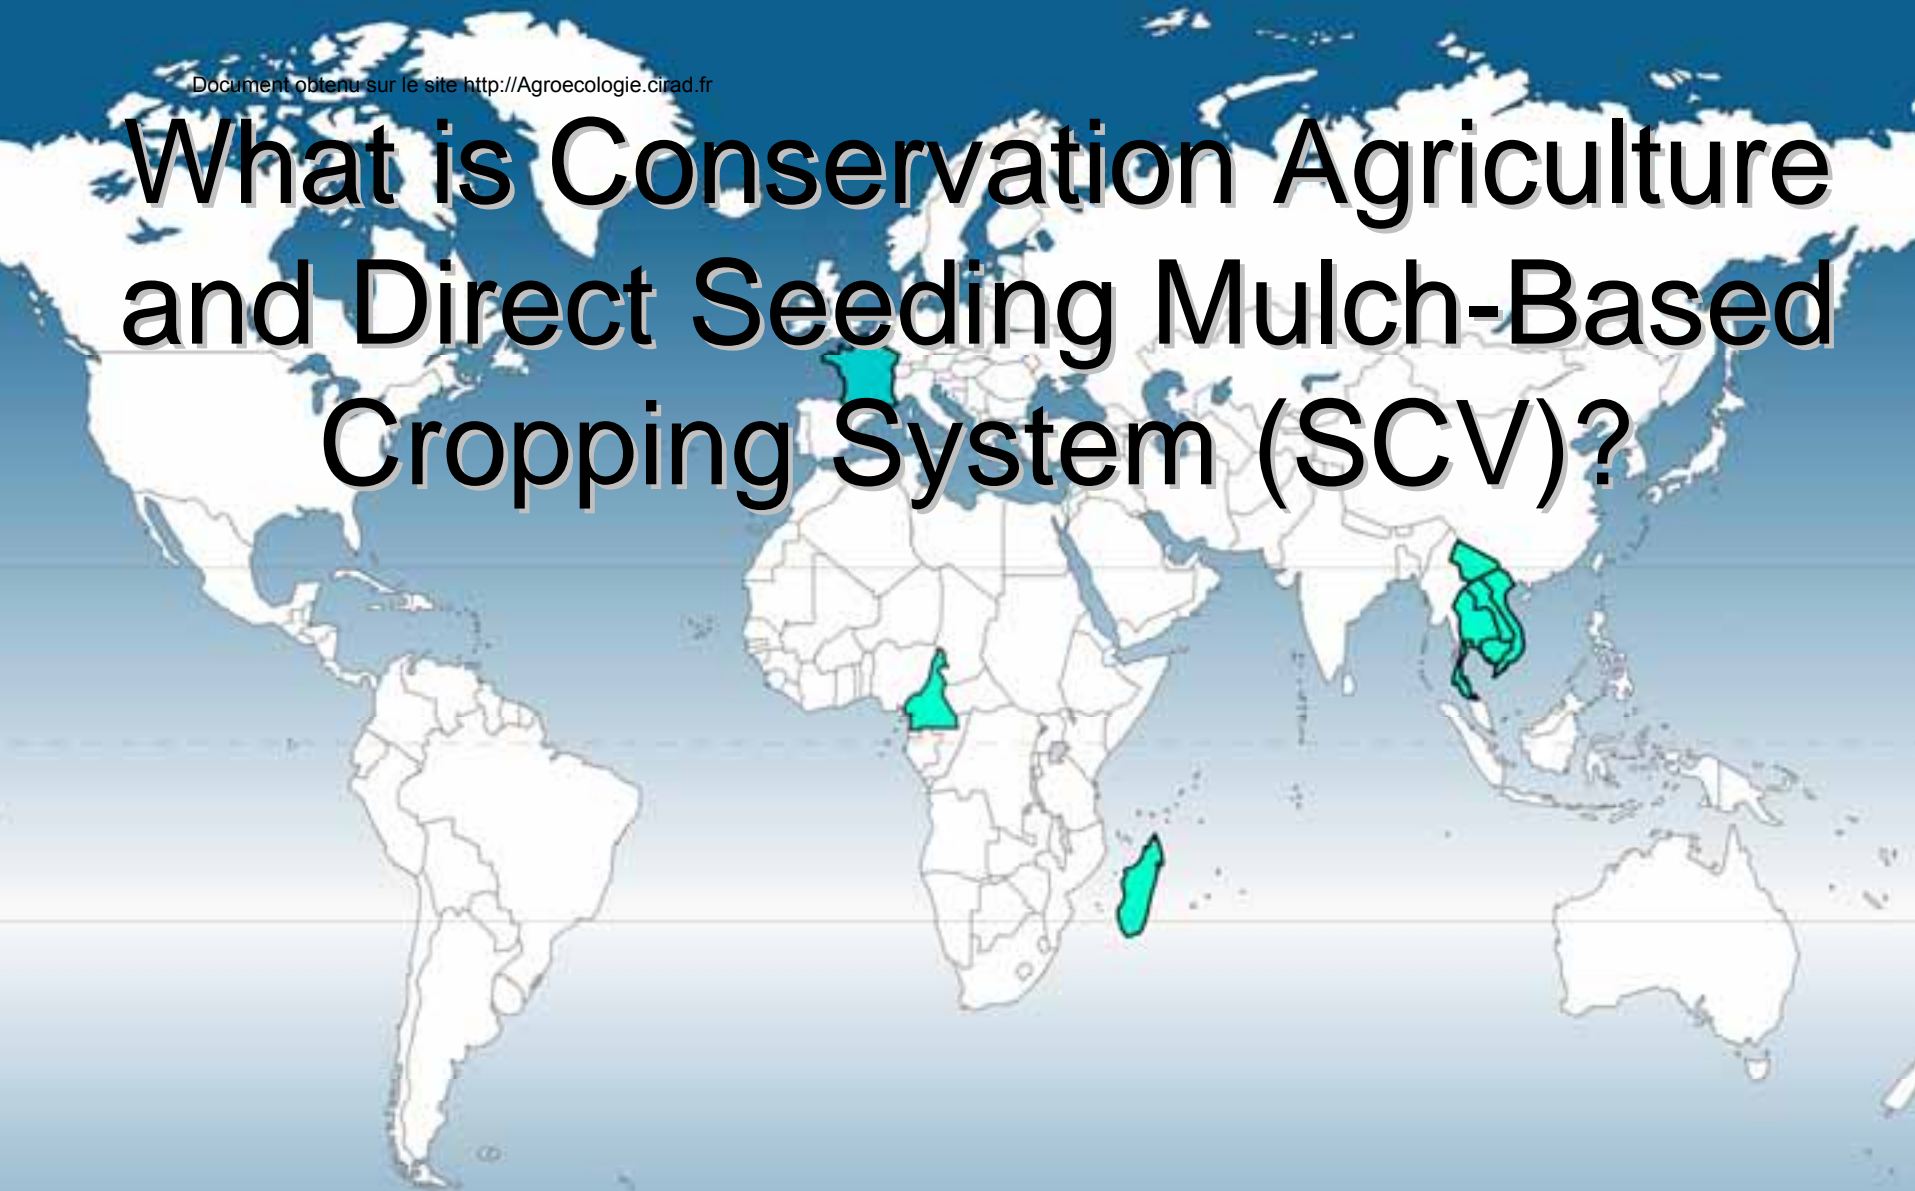 Document obtenu sur le site http://Agroecologie.cirad.fr
What is Conservation Agriculture
and Direct Seeding Mulch-Based
Cropping System (SCV)?